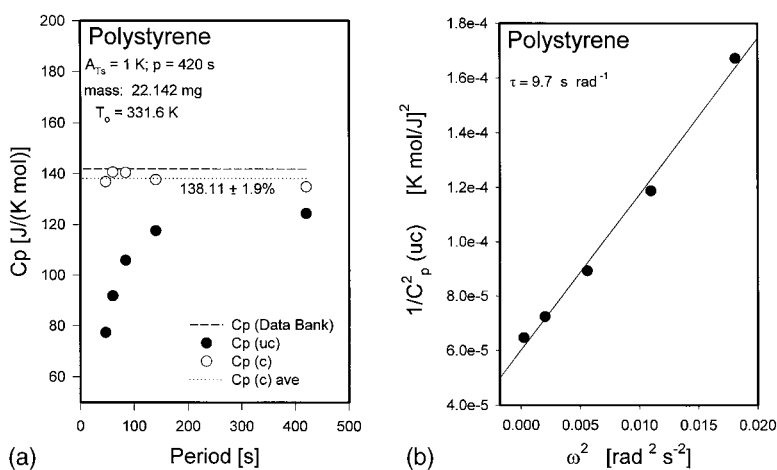 Polystyrene
A_Ts = 1 K; p = 420 s
mass: 22.142 mg
T_o = 331.6 K
138.11 ± 1.9%
Cp (Data Bank)
Cp (uc)
Cp (c)
Cp (c) ave
Cp [J/(K mol)]
200
180
160
140
120
100
80
60
0 100 200 300 400 500
Period [s]
(a)
Polystyrene
τ = 9.7 s rad⁻¹
1/C²_p (uc) [K mol/J]²
1.8e-4
1.6e-4
1.4e-4
1.2e-4
1.0e-4
8.0e-5
6.0e-5
4.0e-5
0.000 0.005 0.010 0.015 0.020
ω² [rad² s⁻²]
(b)